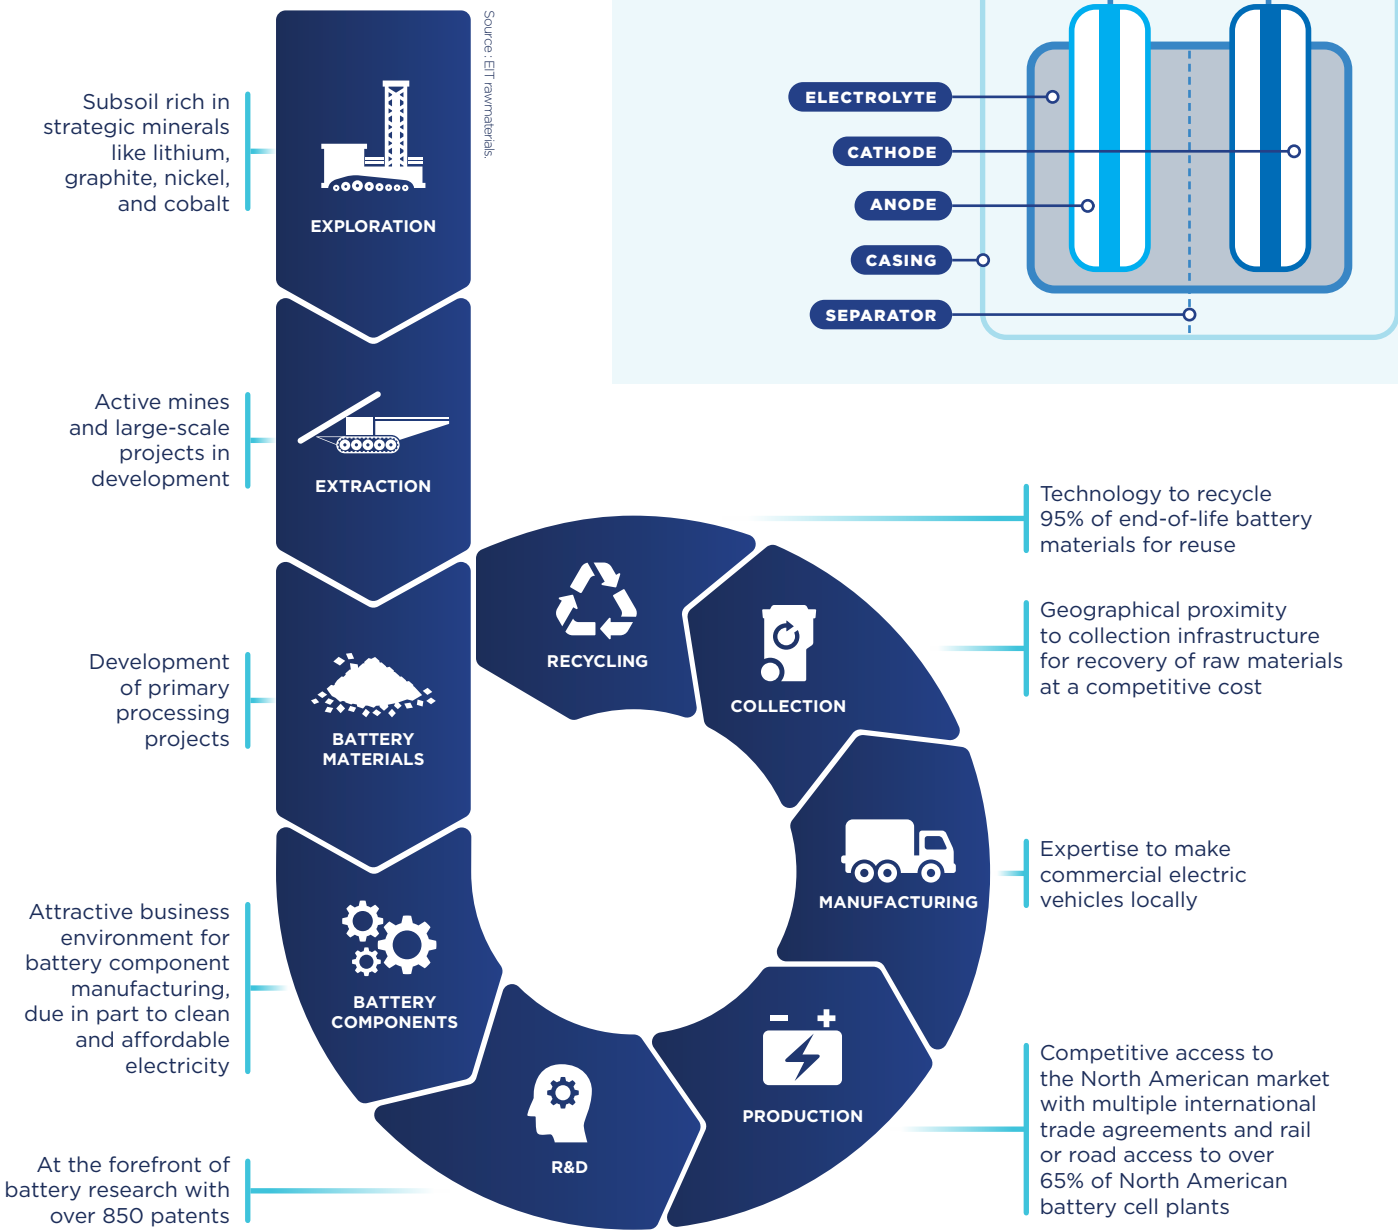 Source : EIT rawmaterials.
Subsoil rich in
strategic minerals
like lithium,
graphite, nickel,
and cobalt
EXPLORATION
ELECTROLYTE
CATHODE
ANODE
CASING
SEPARATOR
Active mines
and large-scale
projects in
development
EXTRACTION
Development
of primary
processing
projects
BATTERY
MATERIALS
Attractive business
environment for
battery component
manufacturing,
due in part to clean
and affordable
electricity
BATTERY
COMPONENTS
At the forefront of
battery research with
over 850 patents
R&D
PRODUCTION
Competitive access to
the North American market
with multiple international
trade agreements and rail
or road access to over
65% of North American
battery cell plants
MANUFACTURING
Expertise to make
commercial electric
vehicles locally
COLLECTION
Geographical proximity
to collection infrastructure
for recovery of raw materials
at a competitive cost
RECYCLING
Technology to recycle
95% of end-of-life battery
materials for reuse